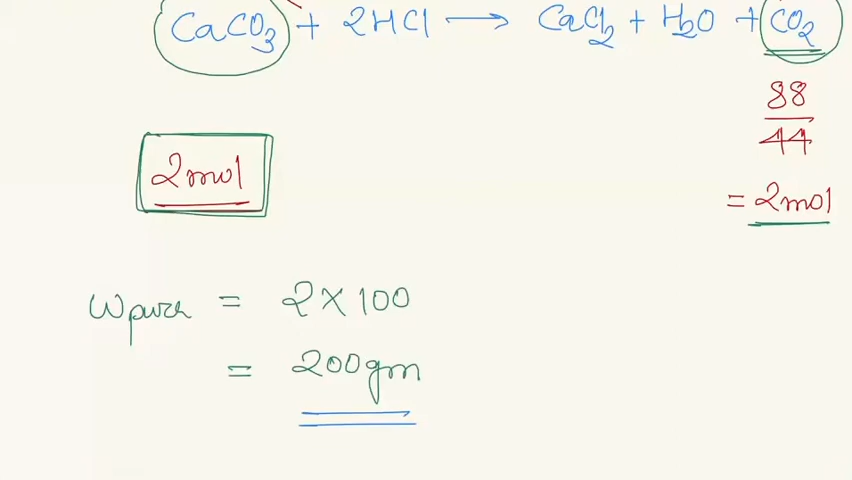 CaCO₃ + 2HCl ⟶ CaCl₂ + H₂O + CO₂
88
44
2mol
= 2mol
Wpure = 2 × 100
= 200gm